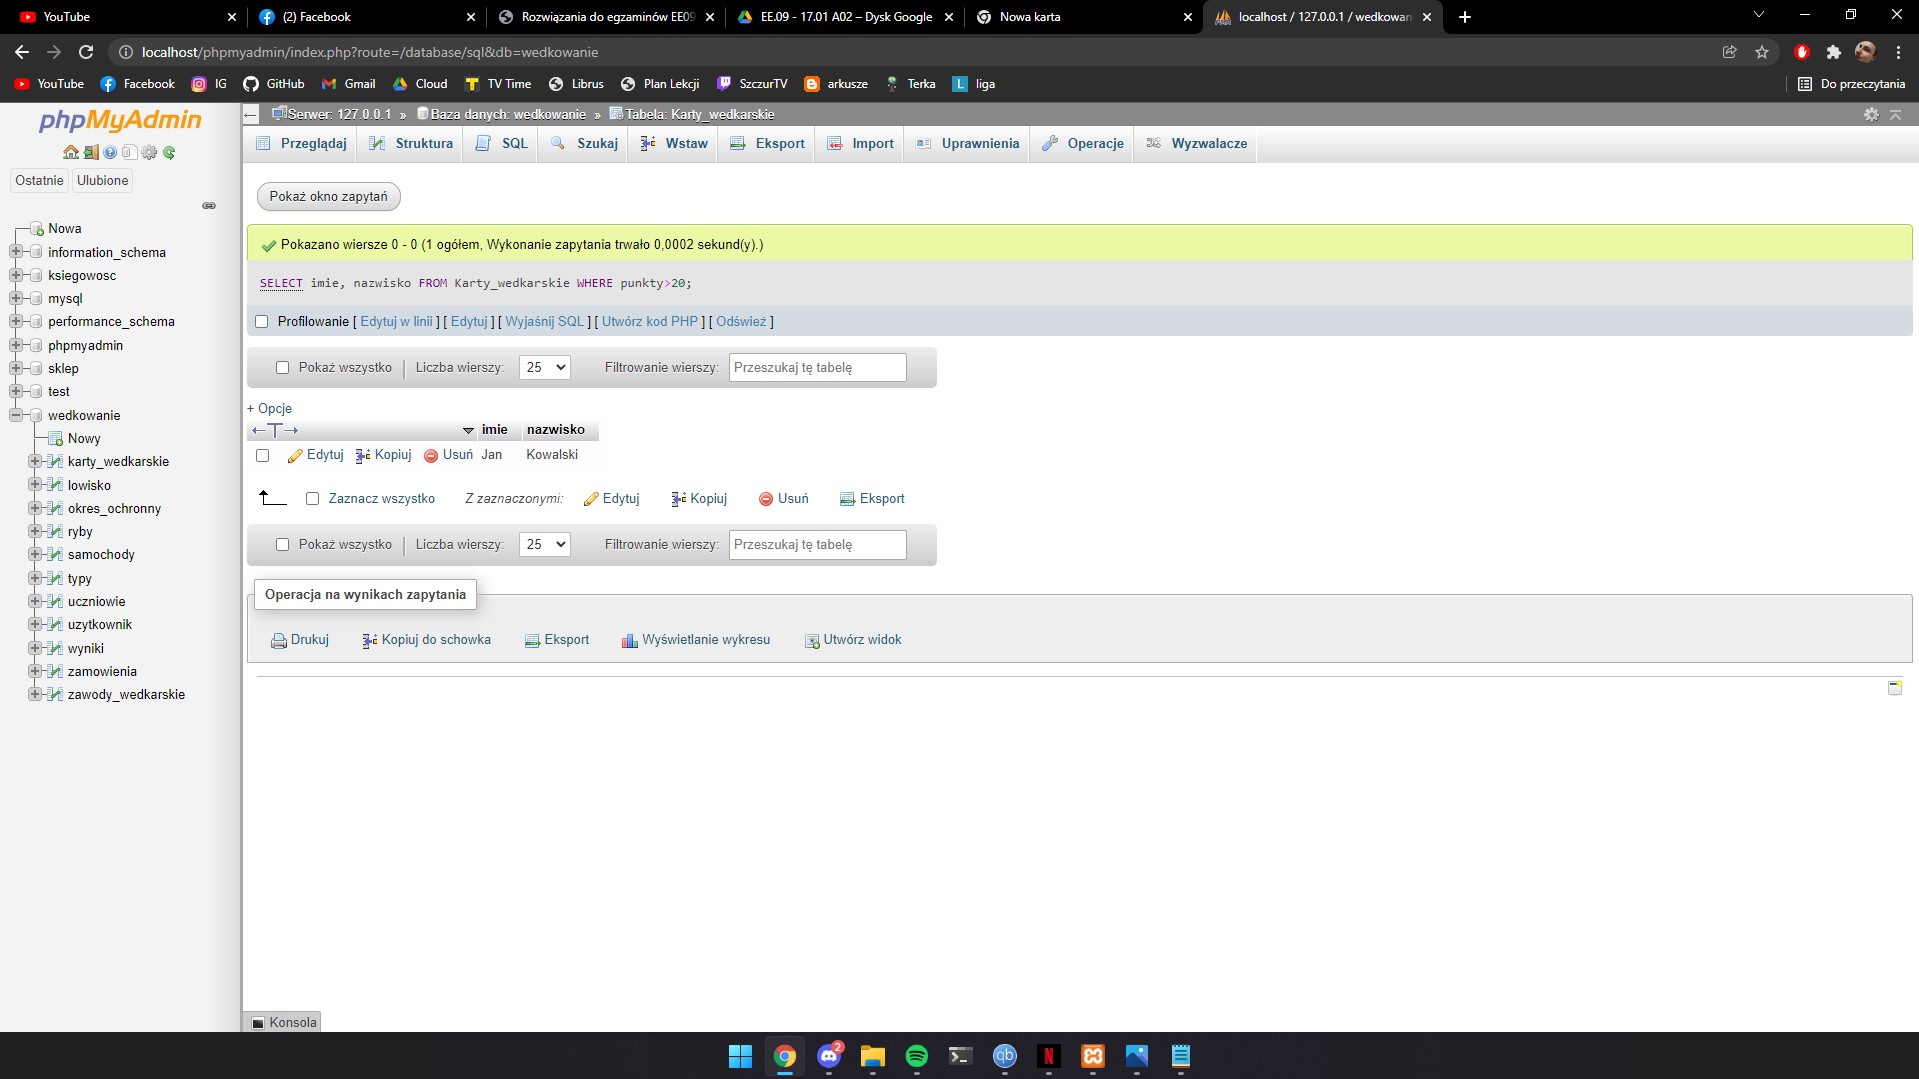 YouTube
(2) Facebook
Rozwiązania do egzaminów EE09
EE.09 - 17.01 A02 – Dysk Google
Nowa karta
localhost / 127.0.0.1 / wedkowan
localhost/phpmyadmin/index.php?route=/database/sql&db=wedkowanie
YouTube Facebook IG GitHub Gmail Cloud TV Time Librus Plan Lekcji SzczurTV arkusze Terka liga Do przeczytania
phpMyAdmin
Ostatnie Ulubione
Nowa
information_schema
ksiegowosc
mysql
performance_schema
phpmyadmin
sklep
test
wedkowanie
Nowy
karty_wedkarskie
lowisko
okres_ochronny
ryby
samochody
typy
uczniowie
uzytkownik
wyniki
zamowienia
zawody_wedkarskie
Serwer: 127.0.0.1 » Baza danych: wedkowanie » Tabela: Karty_wedkarskie
Przeglądaj Struktura SQL Szukaj Wstaw Eksport Import Uprawnienia Operacje Wyzwalacze
Pokaż okno zapytań
Pokazano wiersze 0 - 0 (1 ogółem, Wykonanie zapytania trwało 0,0002 sekund(y).)
SELECT imie, nazwisko FROM Karty_wedkarskie WHERE punkty>20;
Profilowanie [ Edytuj w linii ] [ Edytuj ] [ Wyjaśnij SQL ] [ Utwórz kod PHP ] [ Odśwież ]
Pokaż wszystko | Liczba wierszy: 25 Filtrowanie wierszy: Przeszukaj tę tabelę
+ Opcje
←T→ imie nazwisko
Edytuj Kopiuj Usuń Jan Kowalski
Zaznacz wszystko Z zaznaczonymi: Edytuj Kopiuj Usuń Eksport
Pokaż wszystko | Liczba wierszy: 25 Filtrowanie wierszy: Przeszukaj tę tabelę
Operacja na wynikach zapytania
Drukuj Kopiuj do schowka Eksport Wyświetlanie wykresu Utwórz widok
Konsola
2
qb
N